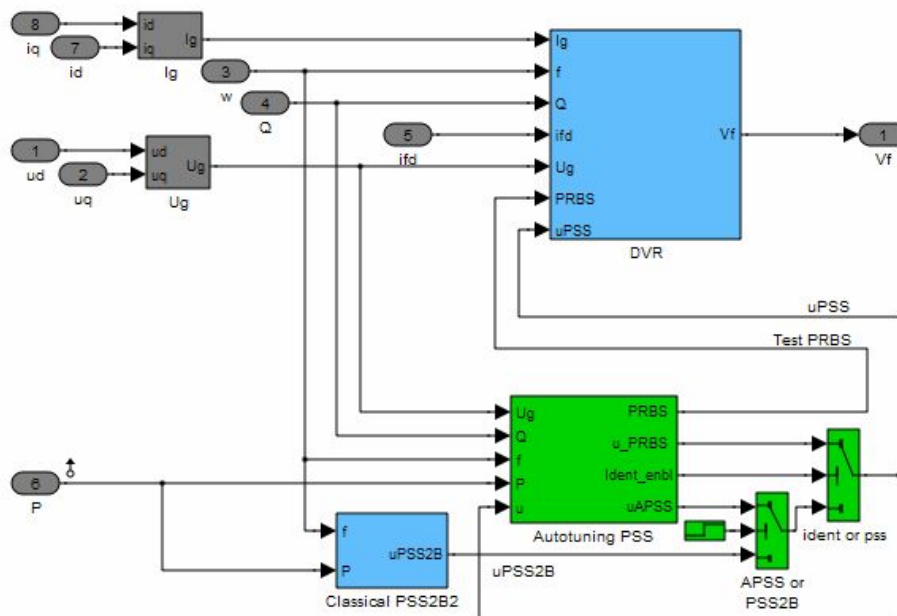 8
iq
7
id
id
iq
Ig
Ig
3
w
4
Q
1
ud
2
uq
ud
uq
Ug
Ug
5
ifd
Ig
f
Q
ifd
Ug
PRBS
uPSS
Vf
DVR
1
Vf
uPSS
Test PRBS
6
P
Ug
Q
f
P
u
PRBS
u_PRBS
Ident_enbl
uAPSS
Autotuning PSS
ident or pss
f
P
uPSS2B
Classical PSS2B2
uPSS2B
APSS or
PSS2B